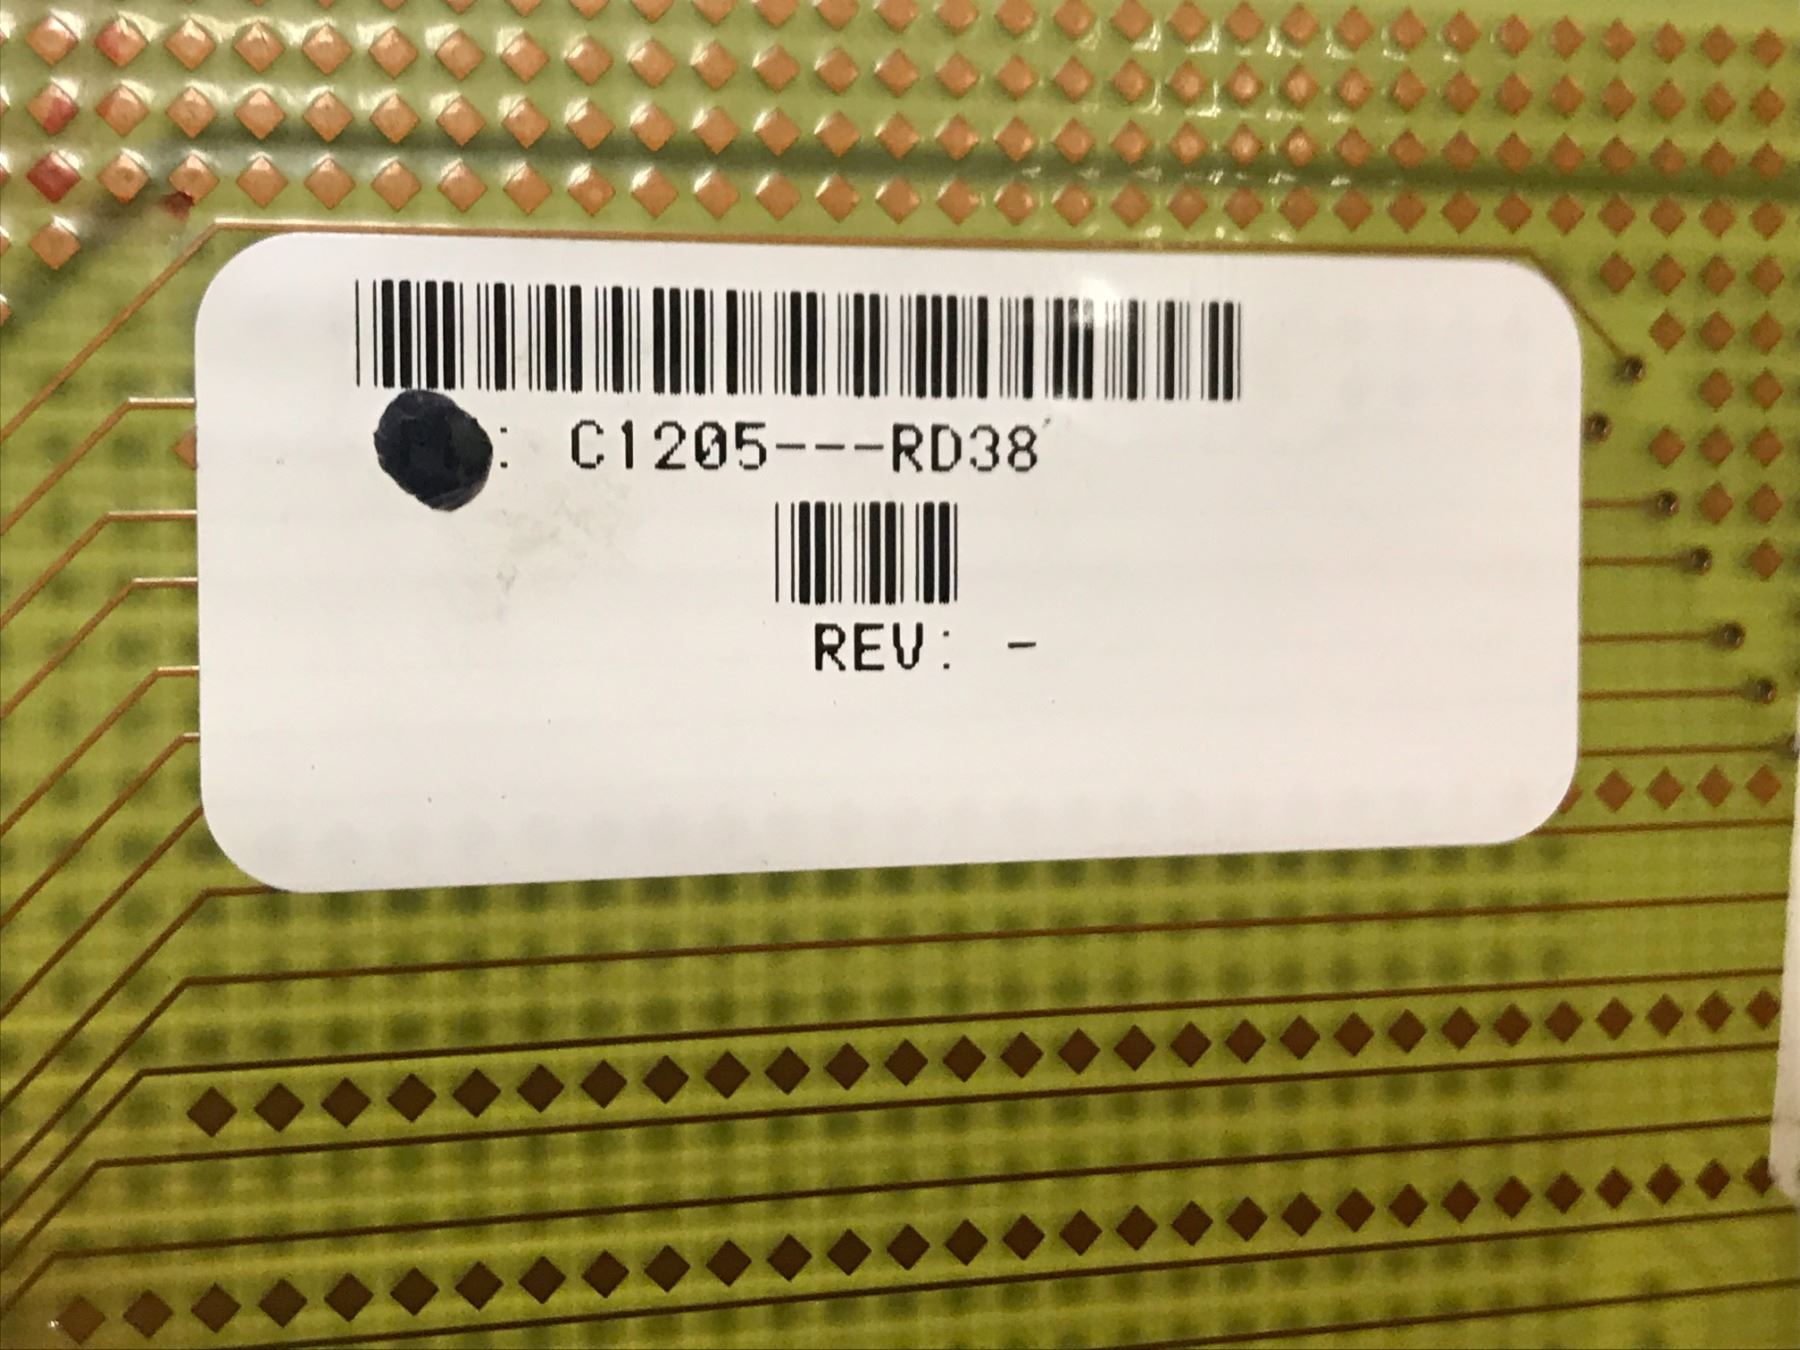 : C1205---RD38
REV: -